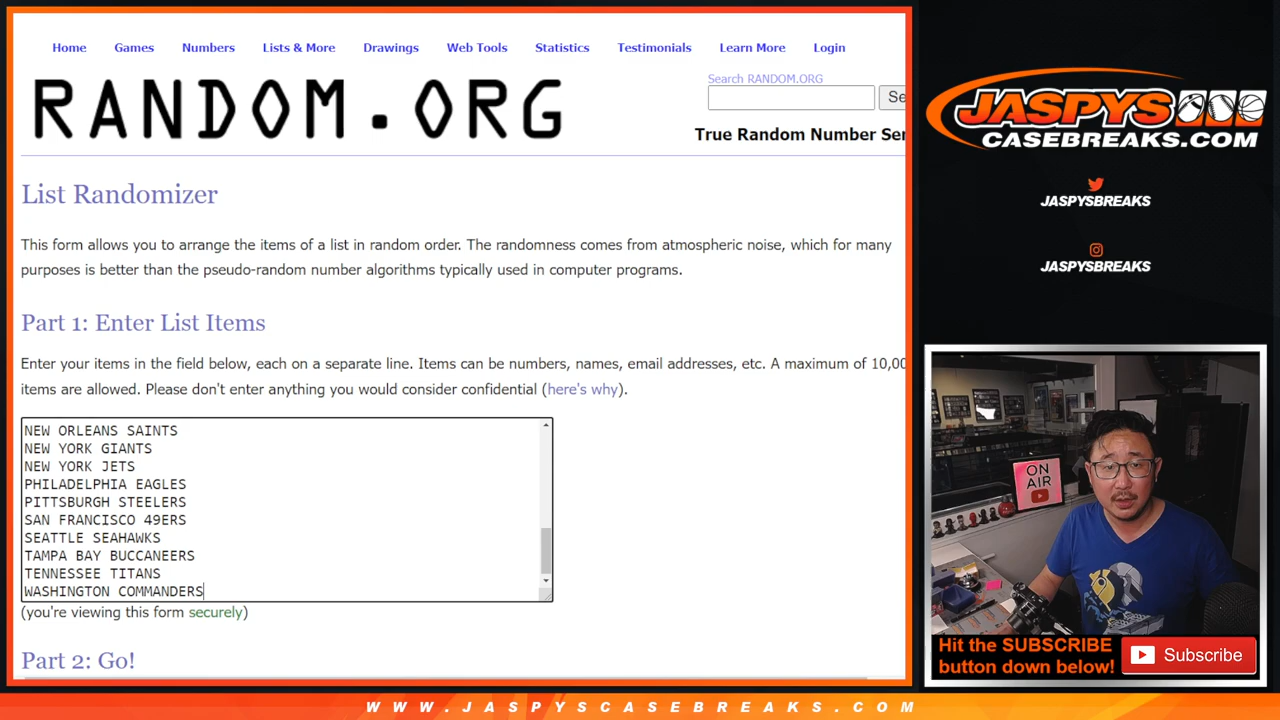 Home Games Numbers Lists & More Drawings Web Tools Statistics Testimonials Learn More Login
RANDOM.ORG
Search RANDOM.ORG
Se
True Random Number Ser
List Randomizer
This form allows you to arrange the items of a list in random order. The randomness comes from atmospheric noise, which for many
purposes is better than the pseudo-random number algorithms typically used in computer programs.
Part 1: Enter List Items
Enter your items in the field below, each on a separate line. Items can be numbers, names, email addresses, etc. A maximum of 10,00
items are allowed. Please don't enter anything you would consider confidential (here's why).
NEW ORLEANS SAINTS
NEW YORK GIANTS
NEW YORK JETS
PHILADELPHIA EAGLES
PITTSBURGH STEELERS
SAN FRANCISCO 49ERS
SEATTLE SEAHAWKS
TAMPA BAY BUCCANEERS
TENNESSEE TITANS
WASHINGTON COMMANDERS
(you're viewing this form securely)
Part 2: Go!
JASPYS
CASEBREAKS.COM
JASPYSBREAKS
JASPYSBREAKS
ON
AIR
Hit the SUBSCRIBE
button down below!
Subscribe
WWW.JASPYSCASEBREAKS.COM